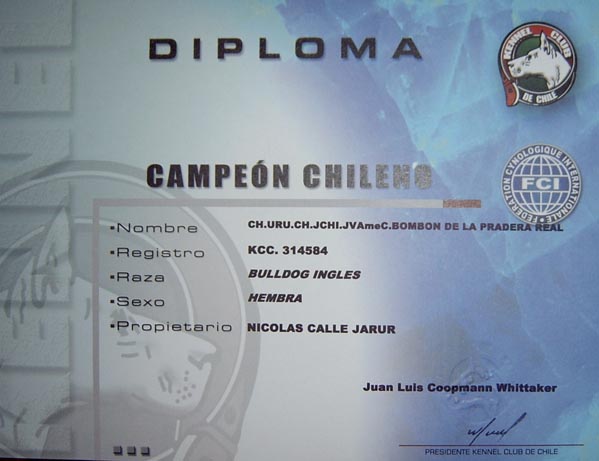 DIPLOMA
KENNEL CLUB
DE CHILE
CAMPEÓN CHILENO
FEDERATION CYNOLOGIQUE INTERNATIONALE
FCI
▪Nombre CH.URU.CH.JCHI.JVAmeC.BOMBON DE LA PRADERA REAL
▪Registro KCC. 314584
▪Raza BULLDOG INGLES
▪Sexo HEMBRA
▪Propietario NICOLAS CALLE JARUR
Juan Luis Coopmann Whittaker
PRESIDENTE KENNEL CLUB DE CHILE